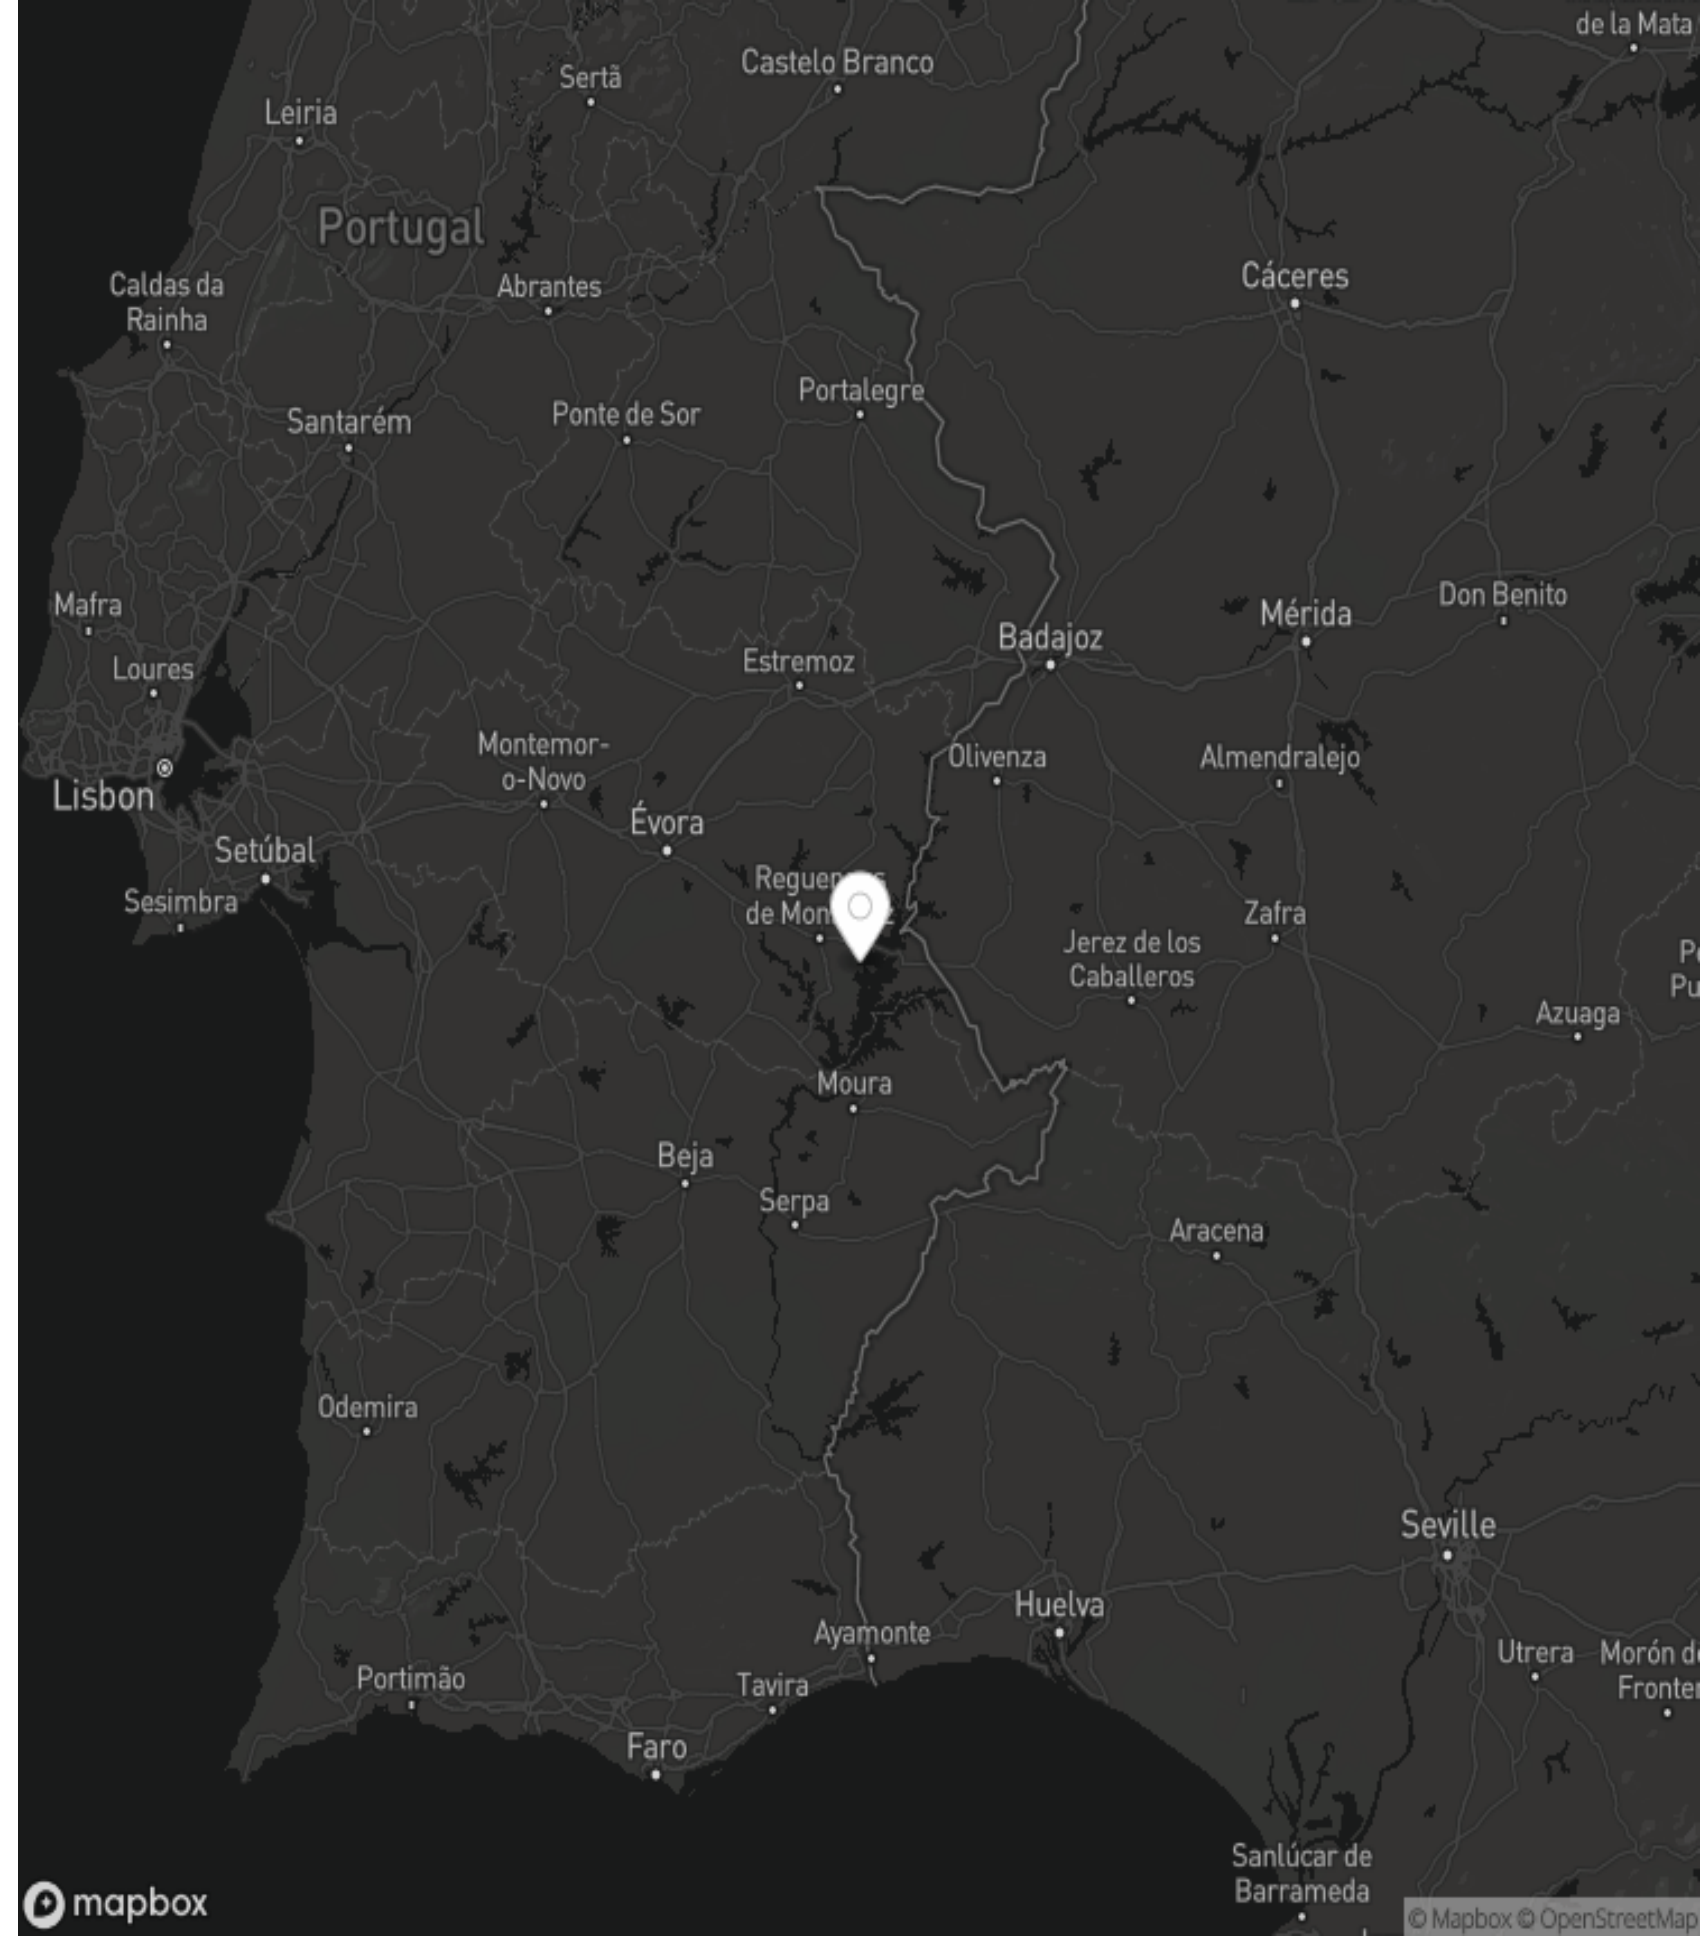 de la Mata
Castelo Branco
Sertã
Leiria
Portugal
Cáceres
Caldas da
Rainha
Abrantes
Portalegre
Ponte de Sor
Santarém
Mafra
Don Benito
Mérida
Badajoz
Loures
Estremoz
Montemor-
o-Novo
Olivenza
Almendralejo
Lisbon
Évora
Setúbal
Sesimbra
Zafra
Jerez de los
Caballeros
Azuaga
Moura
Beja
Serpa
Aracena
Odemira
Seville
Huelva
Ayamonte
Utrera
Portimão
Tavira
Faro
Sanlúcar de
Barrameda
mapbox
© Mapbox © OpenStreetMap